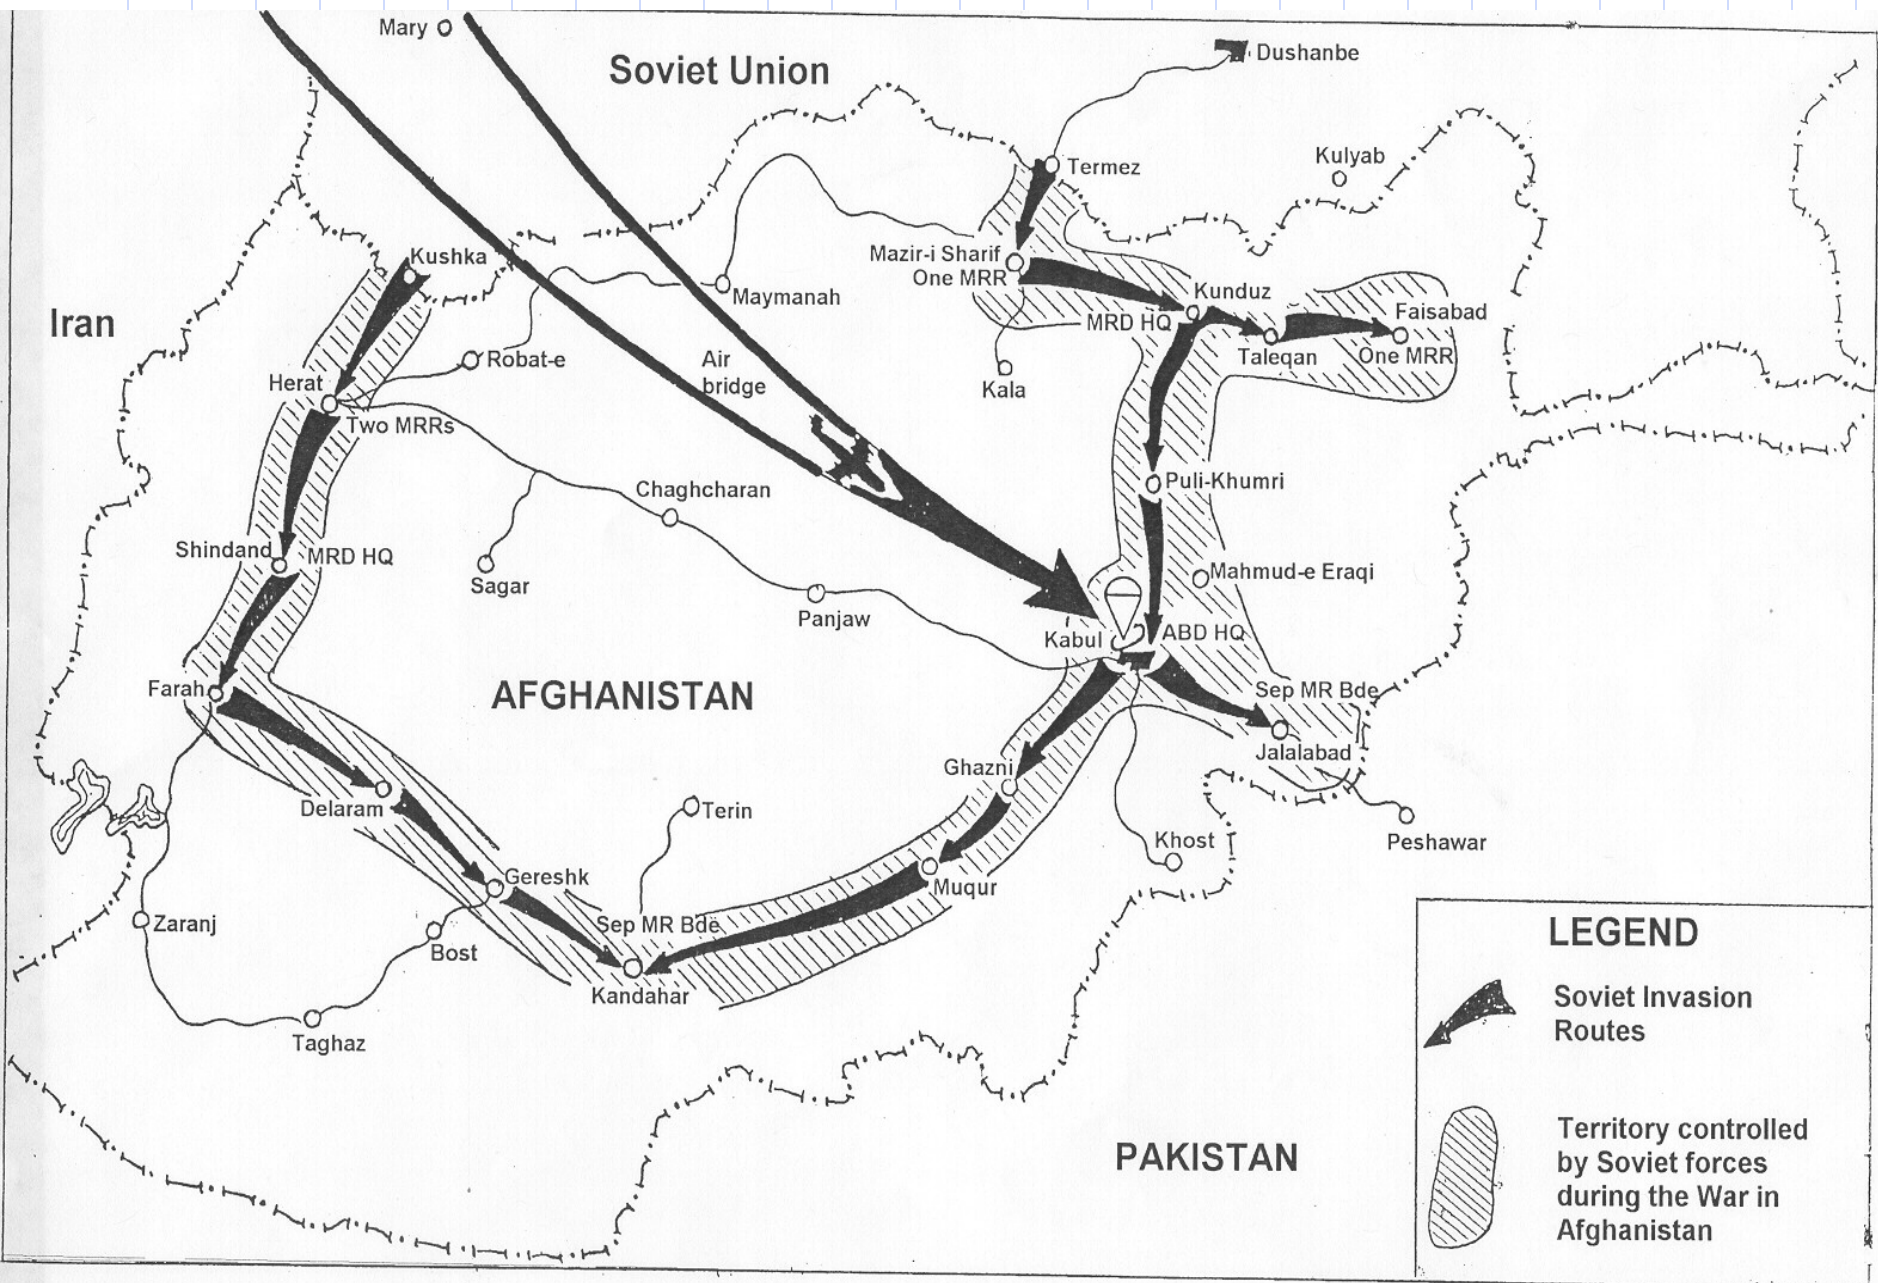 Mary
Soviet Union
Dushanbe
Termez
Kulyab
Kushka
Mazir-i Sharif
One MRR
Maymanah
Kunduz
MRD HQ
Faisabad
Iran
Air
bridge
Robat-e
Taleqan
One MRR
Herat
Kala
Two MRRs
Chaghcharan
Puli-Khumri
Shindand
MRD HQ
Sagar
Mahmud-e Eraqi
Panjaw
Kabul
ABD HQ
Farah
AFGHANISTAN
Sep MR Bde
Jalalabad
Ghazni
Delaram
Terin
Khost
Peshawar
Gereshk
Muqur
Zaranj
Sep MR Bde
Bost
Kandahar
Taghaz
PAKISTAN
LEGEND
Soviet Invasion
Routes
Territory controlled
by Soviet forces
during the War in
Afghanistan